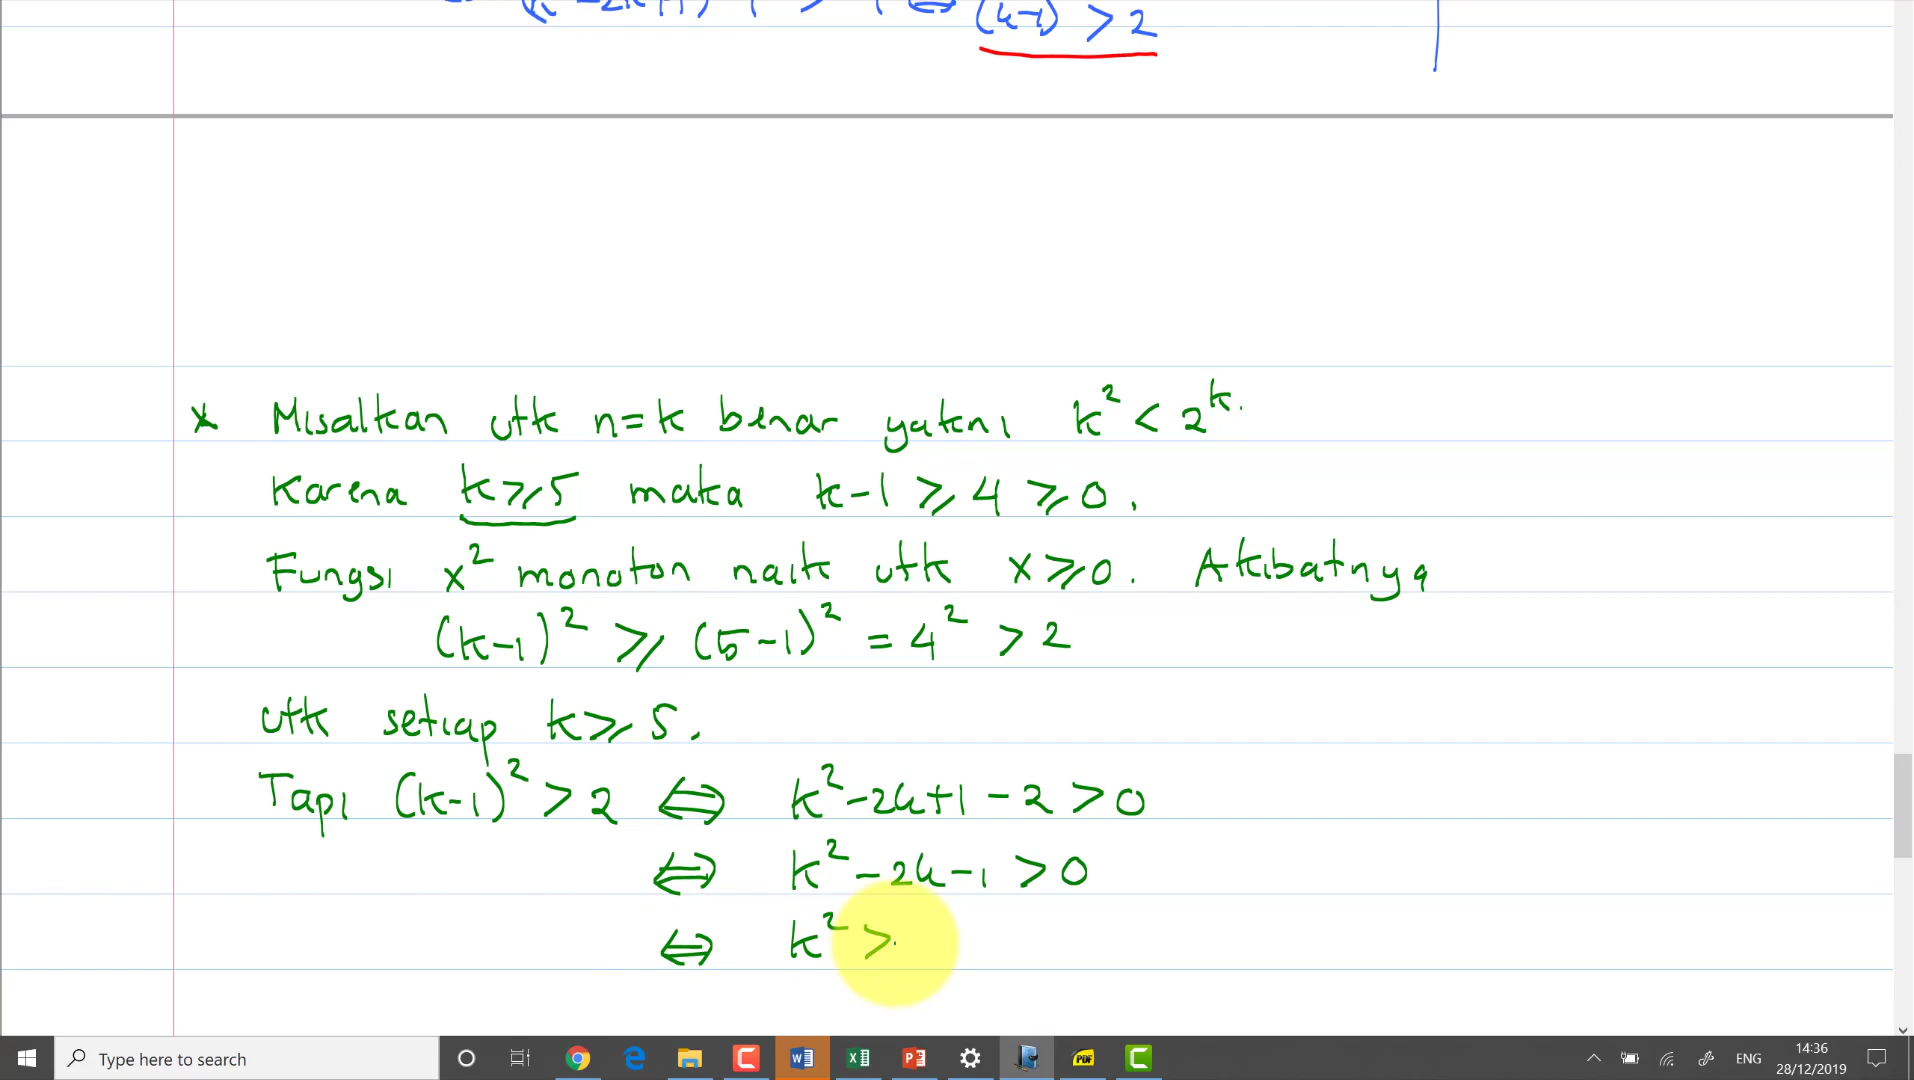 (k-1) > 2
* Misalkan utk n=k benar yakni k² < 2ᵏ.
Karena k⩾5 maka k-1 ⩾ 4 ⩾ 0.
Fungsi x² monoton naik utk x⩾0. Akibatnya
(k-1)² ⩾ (5-1)² = 4² > 2
utk setiap k⩾5.
Tapi (k-1)² > 2 ⇔ k²-2k+1-2 > 0
⇔ k²-2k-1 > 0
⇔ k² >
Type here to search
ENG
14:36
28/12/2019